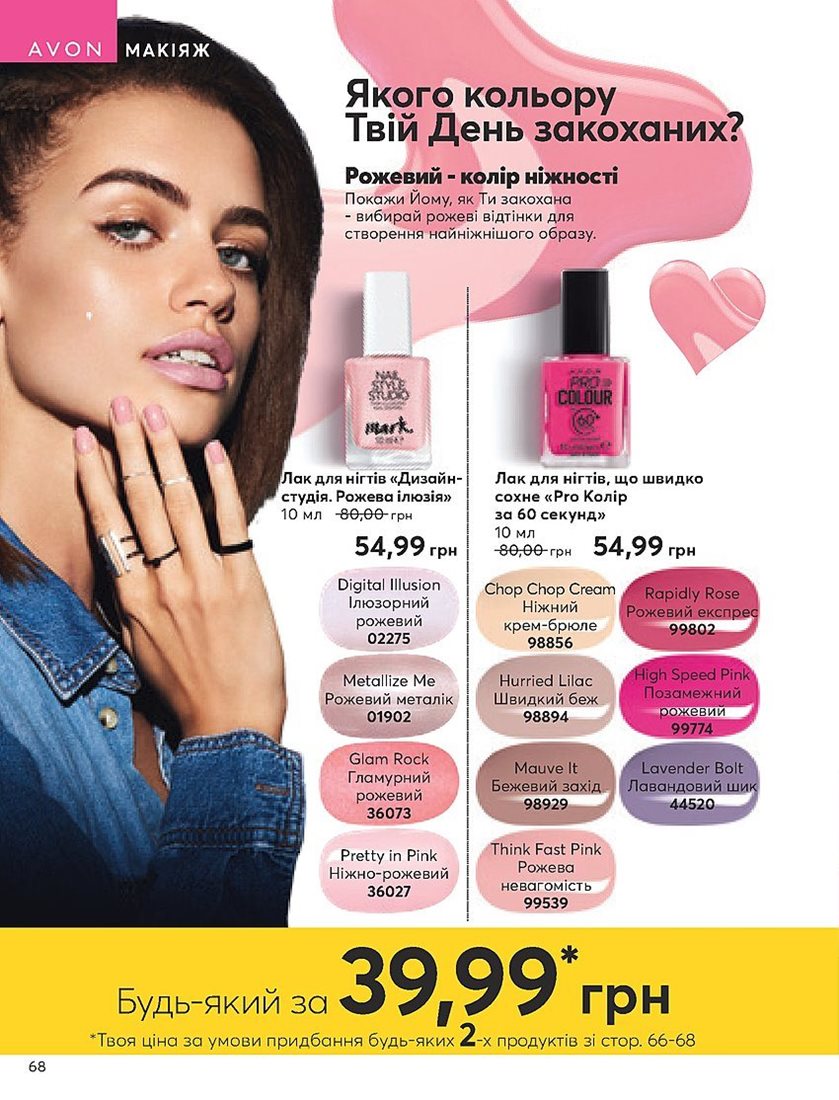 AVON МАКІЯЖ
Якого кольору
Твій День закоханих?
Рожевий - колір ніжності
Покажи Йому, як Ти закохана
- вибирай рожеві відтінки для
створення найніжнішого образу.
NAIL
STYLE
STUDIO
mark.
10 ml e
PRO
COLOUR
60
Лак для нігтів «Дизайн-
студія. Рожева ілюзія»
10 мл 80,00 грн
54,99 грн
Лак для нігтів, що швидко
сохне «Pro Колір
за 60 секунд»
10 мл
80,00 грн 54,99 грн
Digital Illusion
Ілюзорний
рожевий
02275
Metallize Me
Рожевий металік
01902
Glam Rock
Гламурний
рожевий
36073
Pretty in Pink
Ніжно-рожевий
36027
Chop Chop Cream
Ніжний
крем-брюле
98856
Hurried Lilac
Швидкий беж
98894
Mauve It
Бежевий захід
98929
Think Fast Pink
Рожева
невагомість
99539
Rapidly Rose
Рожевий експрес
99802
High Speed Pink
Позамежний
рожевий
99774
Lavender Bolt
Лавандовий шик
44520
Будь-який за 39,99* грн
*Твоя ціна за умови придбання будь-яких 2-х продуктів зі стор. 66-68
68